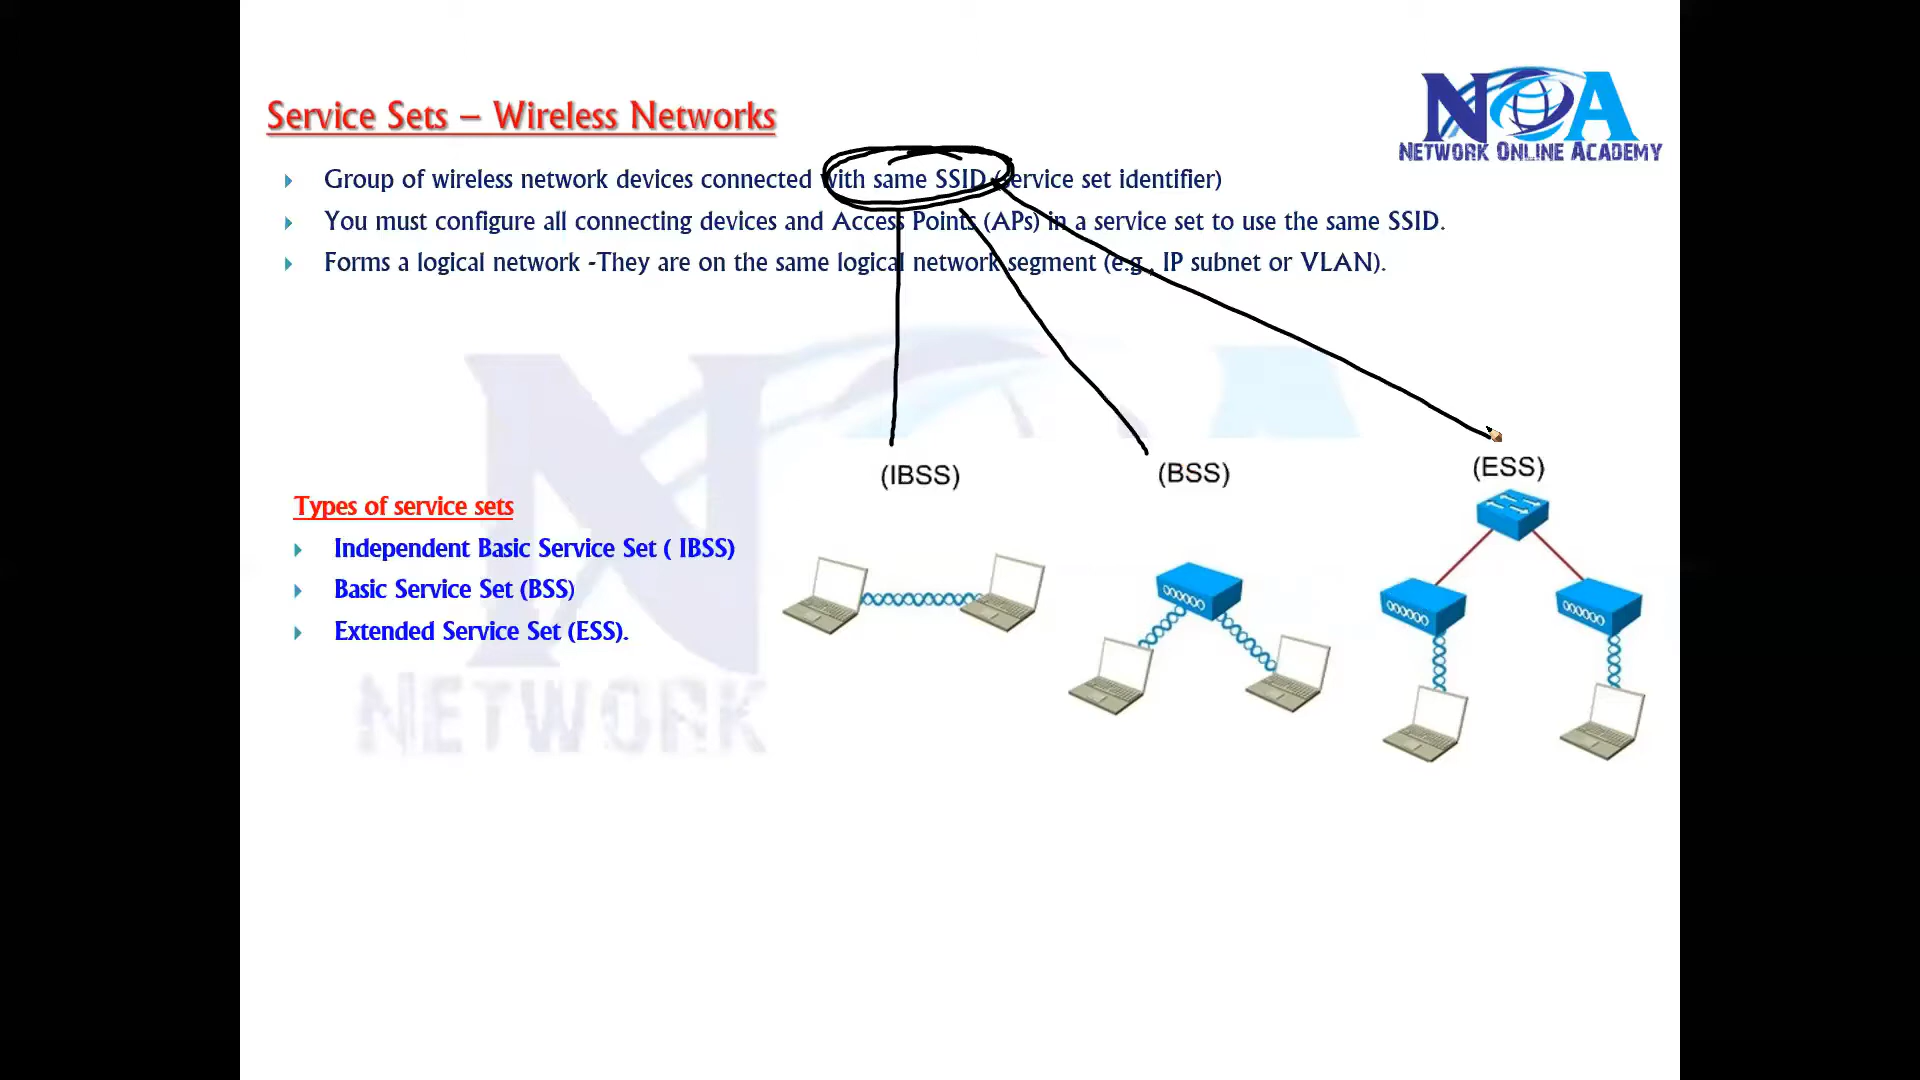 Service Sets – Wireless Networks
NOA
NETWORK ONLINE ACADEMY
Group of wireless network devices connected with same SSID (service set identifier)
You must configure all connecting devices and Access Points (APs) in a service set to use the same SSID.
Forms a logical network -They are on the same logical network segment (e.g., IP subnet or VLAN).
(IBSS)
(BSS)
(ESS)
Types of service sets
Independent Basic Service Set ( IBSS)
Basic Service Set (BSS)
Extended Service Set (ESS).
N
NETWORK